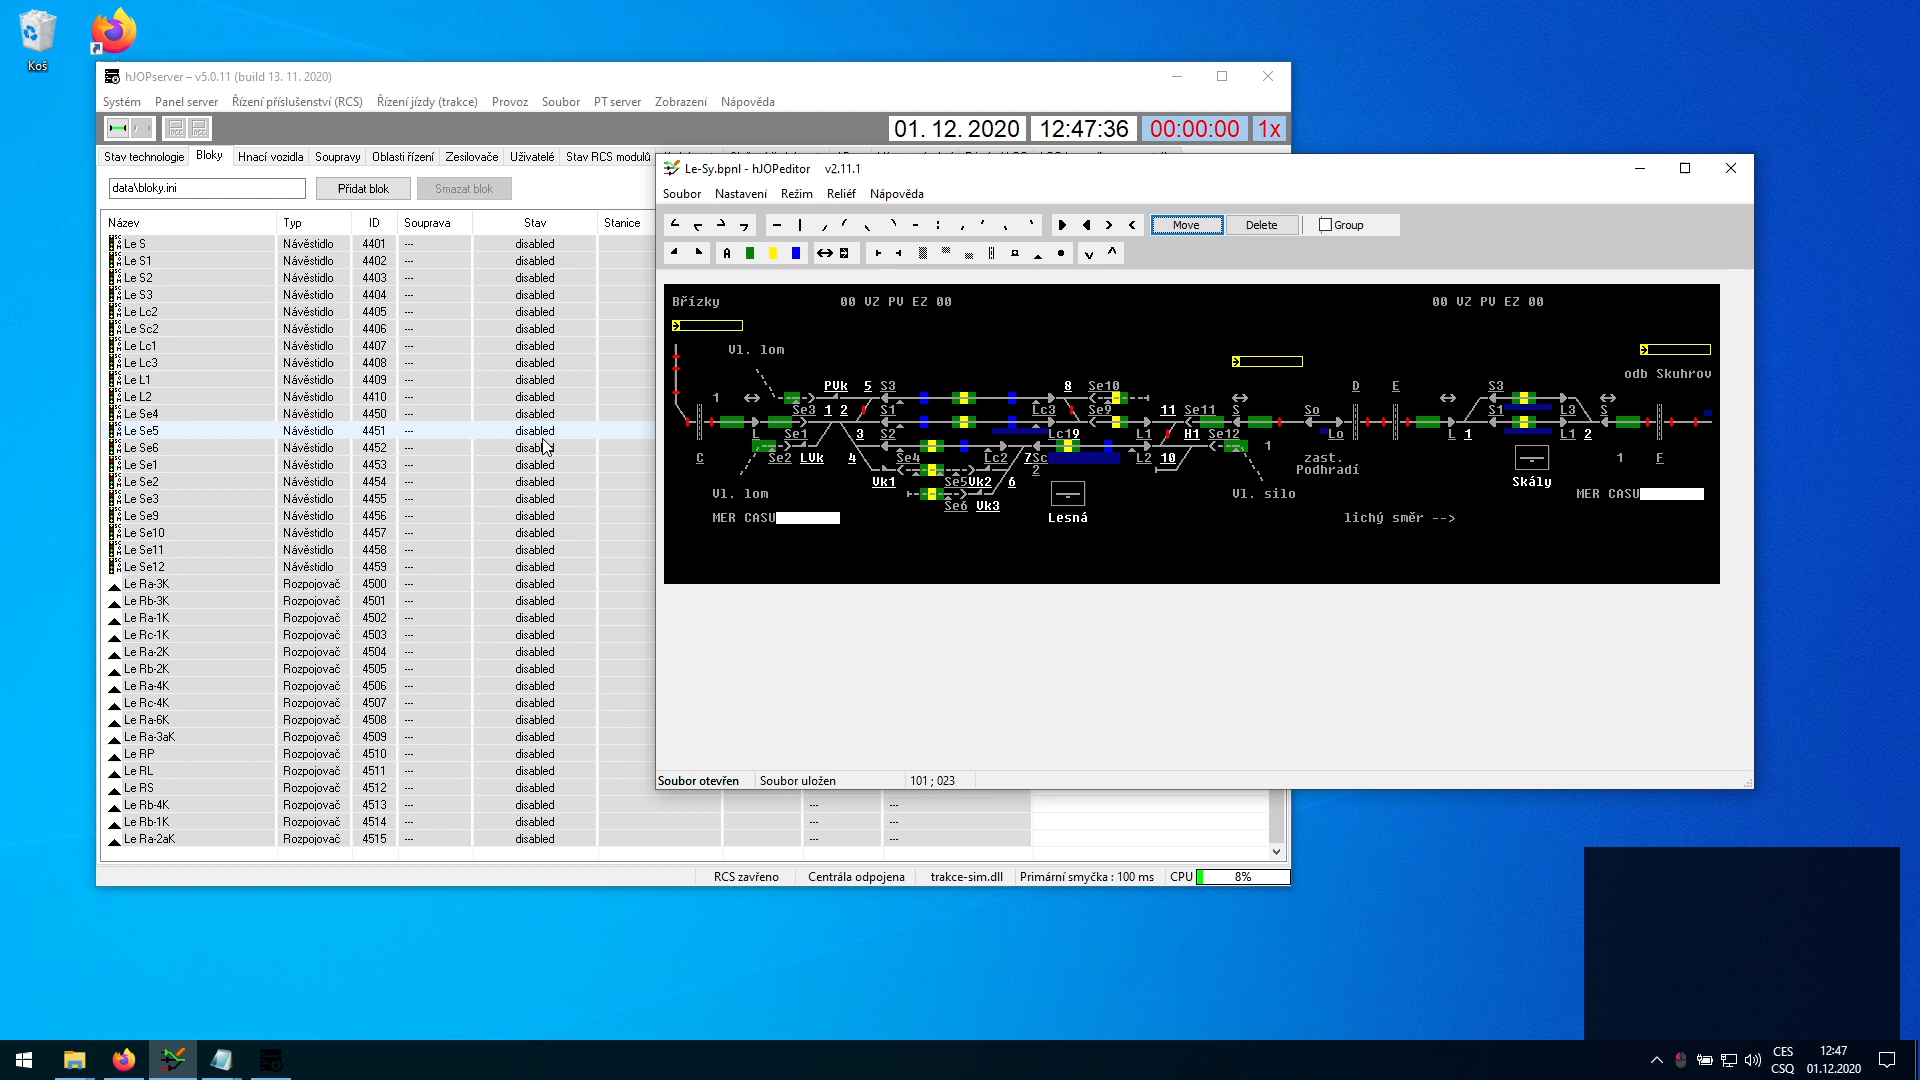 Koš
hJOPserver – v5.0.11 (build 13. 11. 2020)
Systém Panel server Řízení příslušenství (RCS) Řízení jízdy (trakce) Provoz Soubor PT server Zobrazení Nápověda
01. 12. 2020 12:47:36 00:00:00 1x
Stav technologie Bloky Hnací vozidla Soupravy Oblasti řízení Zesilovače Uživatelé Stav RCS modulů
data\bloky.ini Přidat blok Smazat blok
Název Typ ID Souprava Stav Stanice
Le S Návěstidlo 4401 --- disabled
Le S1 Návěstidlo 4402 --- disabled
Le S2 Návěstidlo 4403 --- disabled
Le S3 Návěstidlo 4404 --- disabled
Le Lc2 Návěstidlo 4405 --- disabled
Le Sc2 Návěstidlo 4406 --- disabled
Le Lc1 Návěstidlo 4407 --- disabled
Le Lc3 Návěstidlo 4408 --- disabled
Le L1 Návěstidlo 4409 --- disabled
Le L2 Návěstidlo 4410 --- disabled
Le Se4 Návěstidlo 4450 --- disabled
Le Se5 Návěstidlo 4451 --- disabled
Le Se6 Návěstidlo 4452 --- disabled
Le Se1 Návěstidlo 4453 --- disabled
Le Se2 Návěstidlo 4454 --- disabled
Le Se3 Návěstidlo 4455 --- disabled
Le Se9 Návěstidlo 4456 --- disabled
Le Se10 Návěstidlo 4457 --- disabled
Le Se11 Návěstidlo 4458 --- disabled
Le Se12 Návěstidlo 4459 --- disabled
Le Ra-3K Rozpojovač 4500 --- disabled
Le Rb-3K Rozpojovač 4501 --- disabled
Le Ra-1K Rozpojovač 4502 --- disabled
Le Rc-1K Rozpojovač 4503 --- disabled
Le Ra-2K Rozpojovač 4504 --- disabled
Le Rb-2K Rozpojovač 4505 --- disabled
Le Ra-4K Rozpojovač 4506 --- disabled
Le Rc-4K Rozpojovač 4507 --- disabled
Le Ra-6K Rozpojovač 4508 --- disabled
Le Ra-3aK Rozpojovač 4509 --- disabled
Le RP Rozpojovač 4510 --- disabled
Le RL Rozpojovač 4511 --- disabled
Le RS Rozpojovač 4512 --- disabled
Le Rb-4K Rozpojovač 4513 --- disabled --- ---
Le Rb-1K Rozpojovač 4514 --- disabled --- ---
Le Ra-2aK Rozpojovač 4515 --- disabled --- ---
RCS zavřeno Centrála odpojena trakce-sim.dll Primární smyčka : 100 ms CPU 8%
Le-Sy.bpnl - hJOPeditor v2.11.1
Soubor Nastavení Režim Reliéf Nápověda
Move Delete Group
A
Břízky 00 VZ PV EZ 00 00 VZ PV EZ 00
Vl. lom
odb Skuhrov
PVk 5 S3 8 Se10 D E S3
1
Se3 1 2 S1 Lc3 Se9 11 Se11 S So S1 L3 S
L Se1 3 S2 Lc19 L1 H1 Se12 1 Lo L 1 L1 2
C Se2 LVk 4 Se4 Lc2 7Sc L2 10 zast. 1 F
2 Podhradí
Vk1 Se5Vk2 6 Skály
Vl. lom Vl. silo MER CASU
Se6 Vk3
MER CASU Lesná lichý směr -->
Soubor otevřen Soubor uložen 101 ; 023
CES 12:47
CSQ 01.12.2020